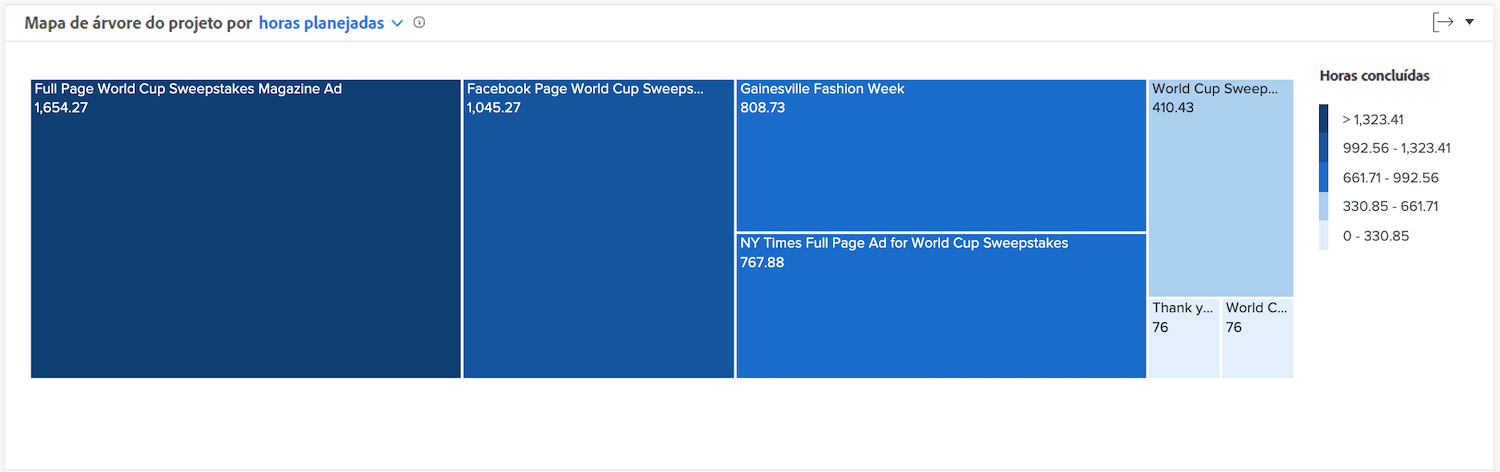 Mapa de árvore do projeto por horas planejadas
Full Page World Cup Sweepstakes Magazine Ad
1,654.27
Facebook Page World Cup Sweeps...
1,045.27
Gainesville Fashion Week
808.73
NY Times Full Page Ad for World Cup Sweepstakes
767.88
World Cup Sweep...
410.43
Thank y...
76
World C...
76
Horas concluídas
> 1,323.41
992.56 - 1,323.41
661.71 - 992.56
330.85 - 661.71
0 - 330.85